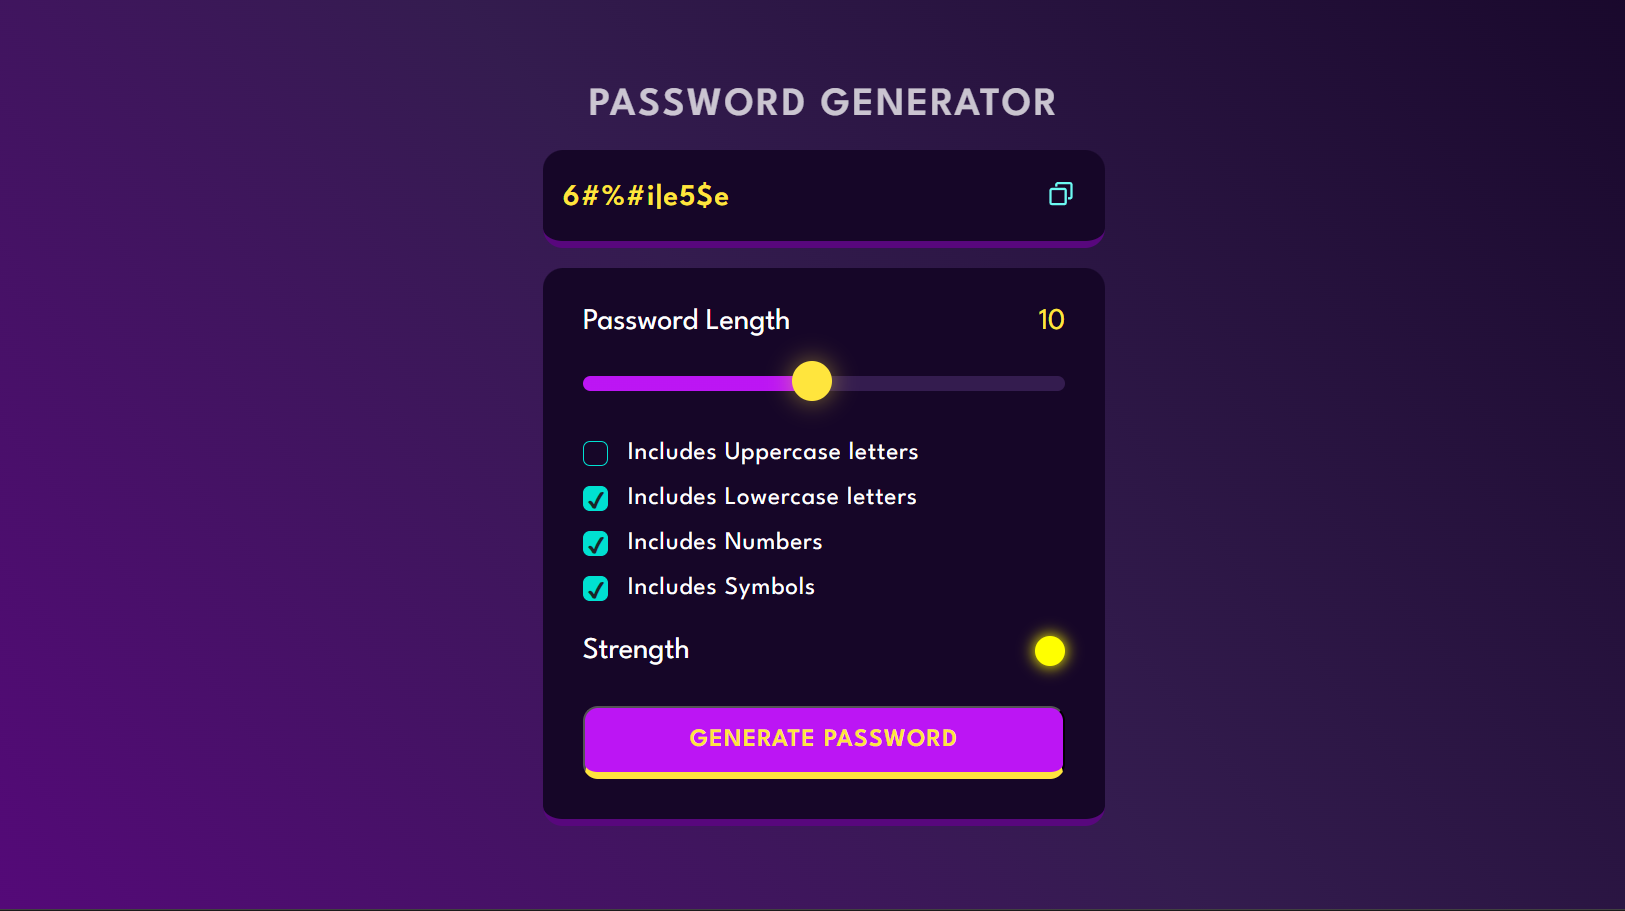 PASSWORD GENERATOR
6#%#i|e5$e
Password Length 10
Includes Uppercase letters
Includes Lowercase letters
Includes Numbers
Includes Symbols
Strength
GENERATE PASSWORD